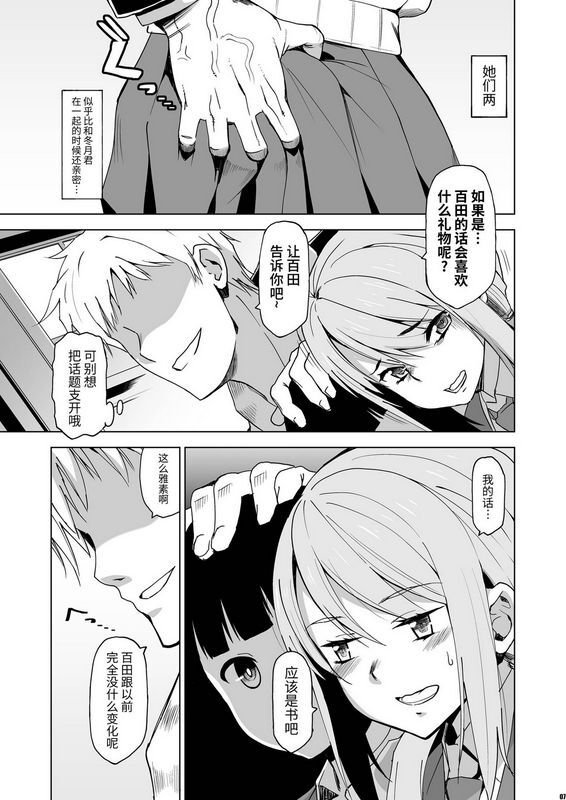 她们两
似乎比和冬月君
在一起的时候还亲密…
如果是…
百田的话会喜欢
什么礼物呢？
让百田
告诉你吧~
可别想
把话题支开哦
我的话…
应该是书吧
这么雅素啊
百田跟以前
完全没什么变化呢
07